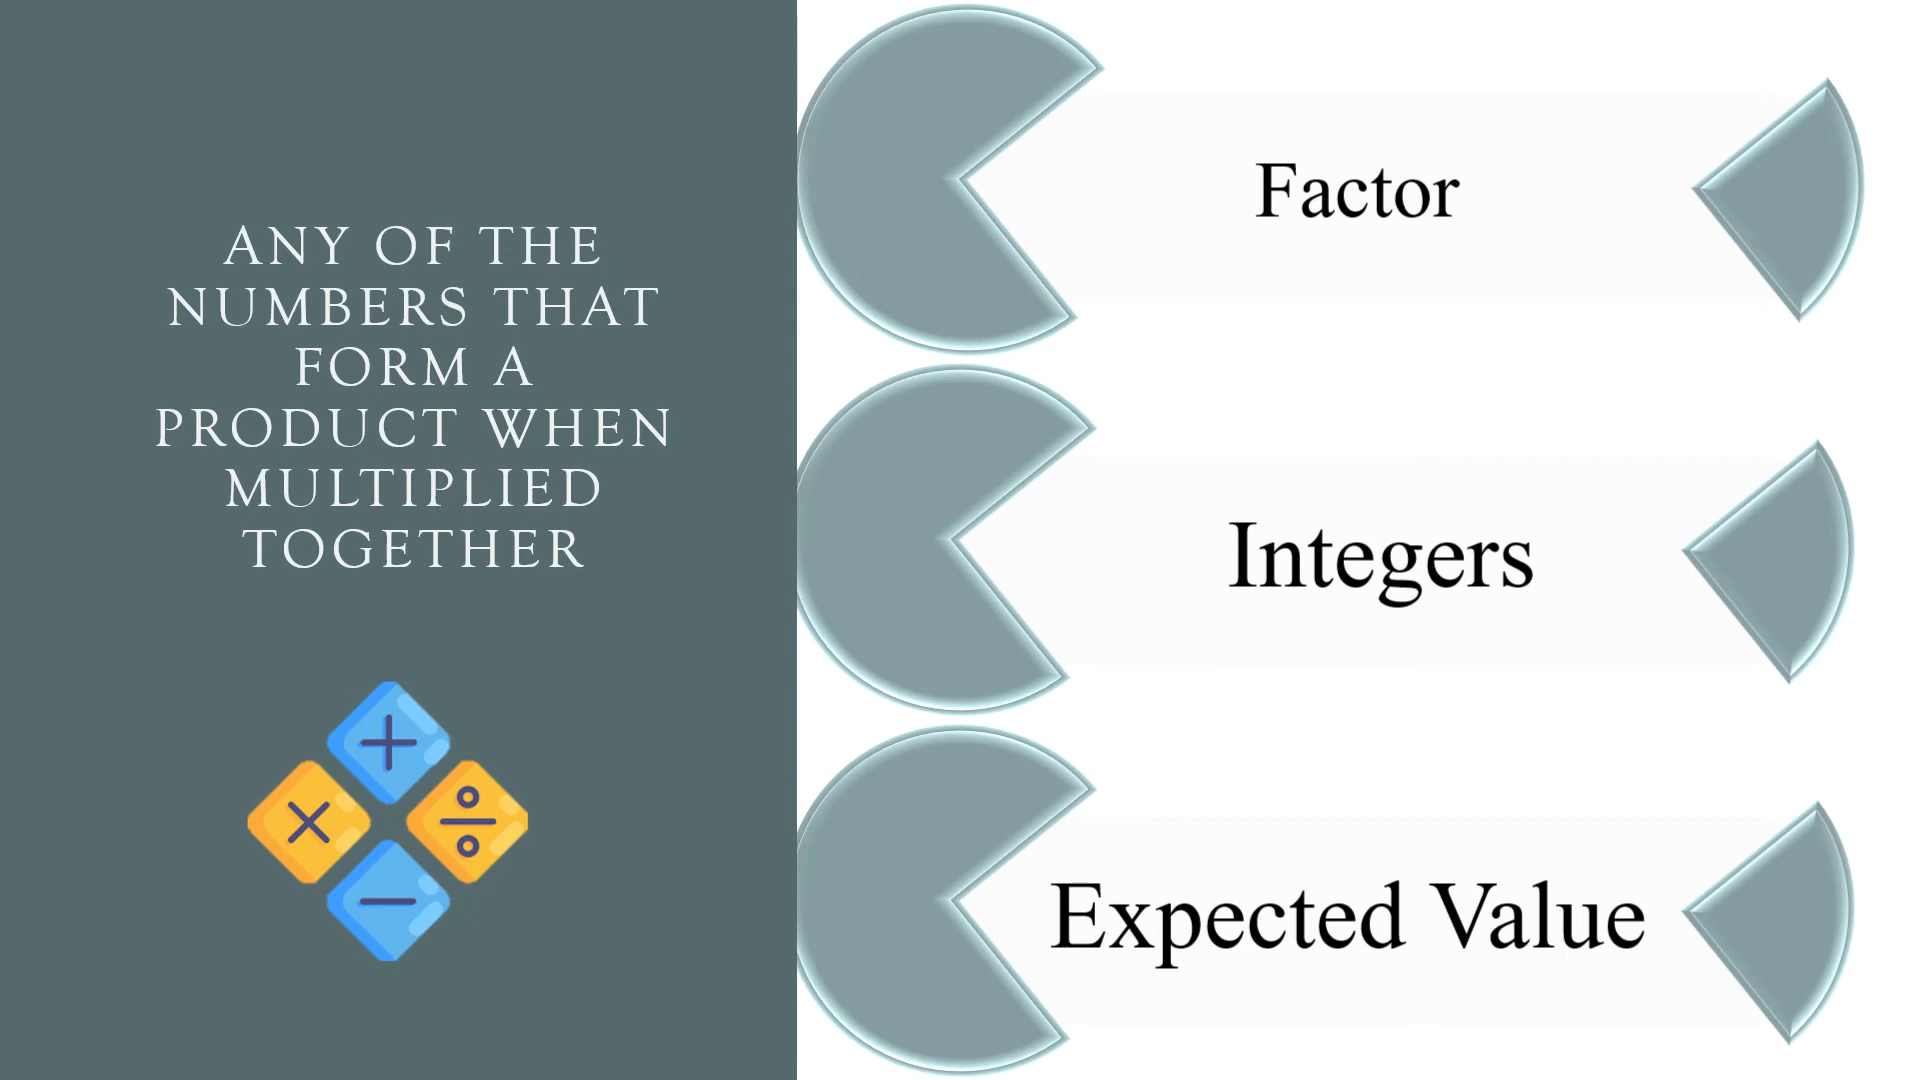 ANY OF THE
NUMBERS THAT
FORM A
PRODUCT WHEN
MULTIPLIED
TOGETHER
Factor
Integers
Expected Value